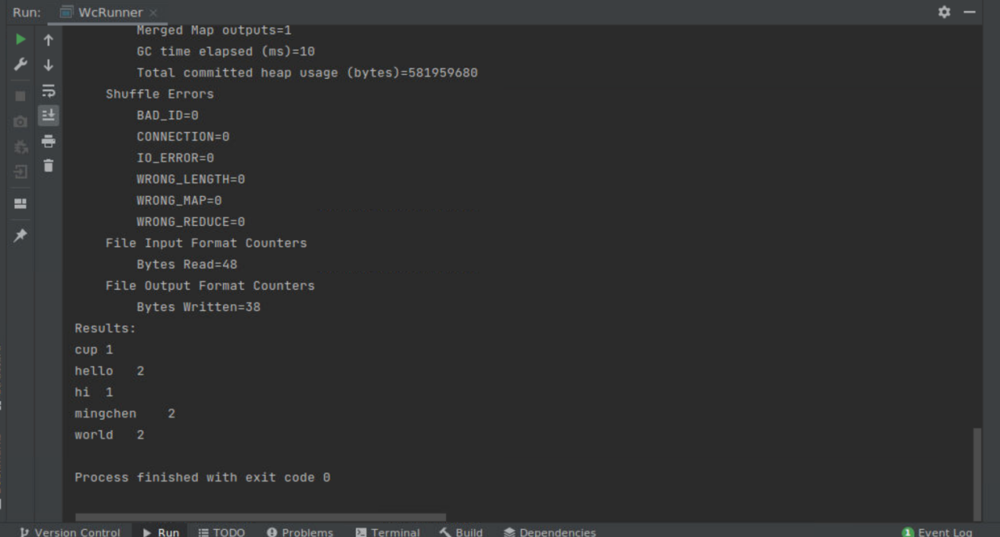 Run: WcRunner
Merged Map outputs=1
GC time elapsed (ms)=10
Total committed heap usage (bytes)=581959680
Shuffle Errors
BAD_ID=0
CONNECTION=0
IO_ERROR=0
WRONG_LENGTH=0
WRONG_MAP=0
WRONG_REDUCE=0
File Input Format Counters
Bytes Read=48
File Output Format Counters
Bytes Written=38
Results:
cup 1
hello 2
hi 1
mingchen 2
world 2
Process finished with exit code 0
Version Control Run TODO Problems Terminal Build Dependencies 1 Event Log